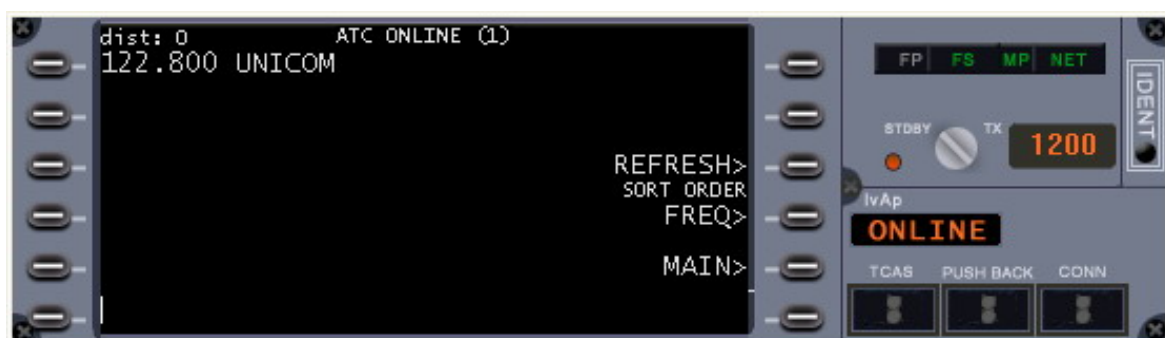 dist: 0 ATC ONLINE (1)
122.800 UNICOM
REFRESH>
SORT ORDER
FREQ>
MAIN>
FP FS MP NET
IDENT
STDBY TX
1200
IvAp
ONLINE
TCAS PUSH BACK CONN